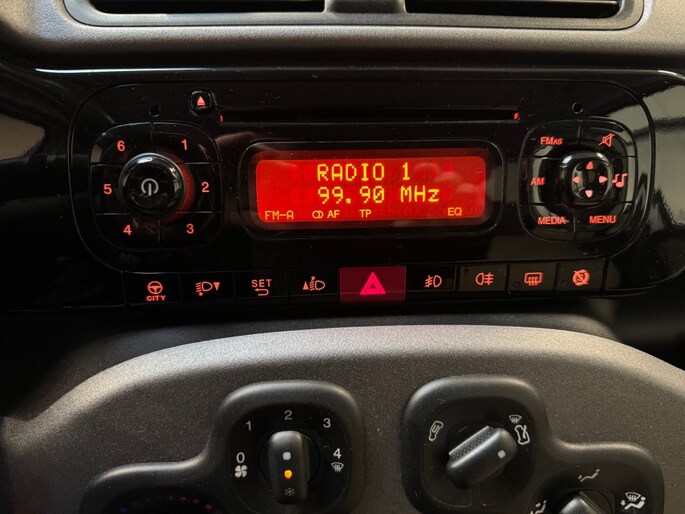 6 1
5 2
4 3
RADIO 1
99.90 MHz
FM-A CD AF TP EQ
FMAS
AM
MEDIA MENU
CITY
SET
0 1 2 3 4